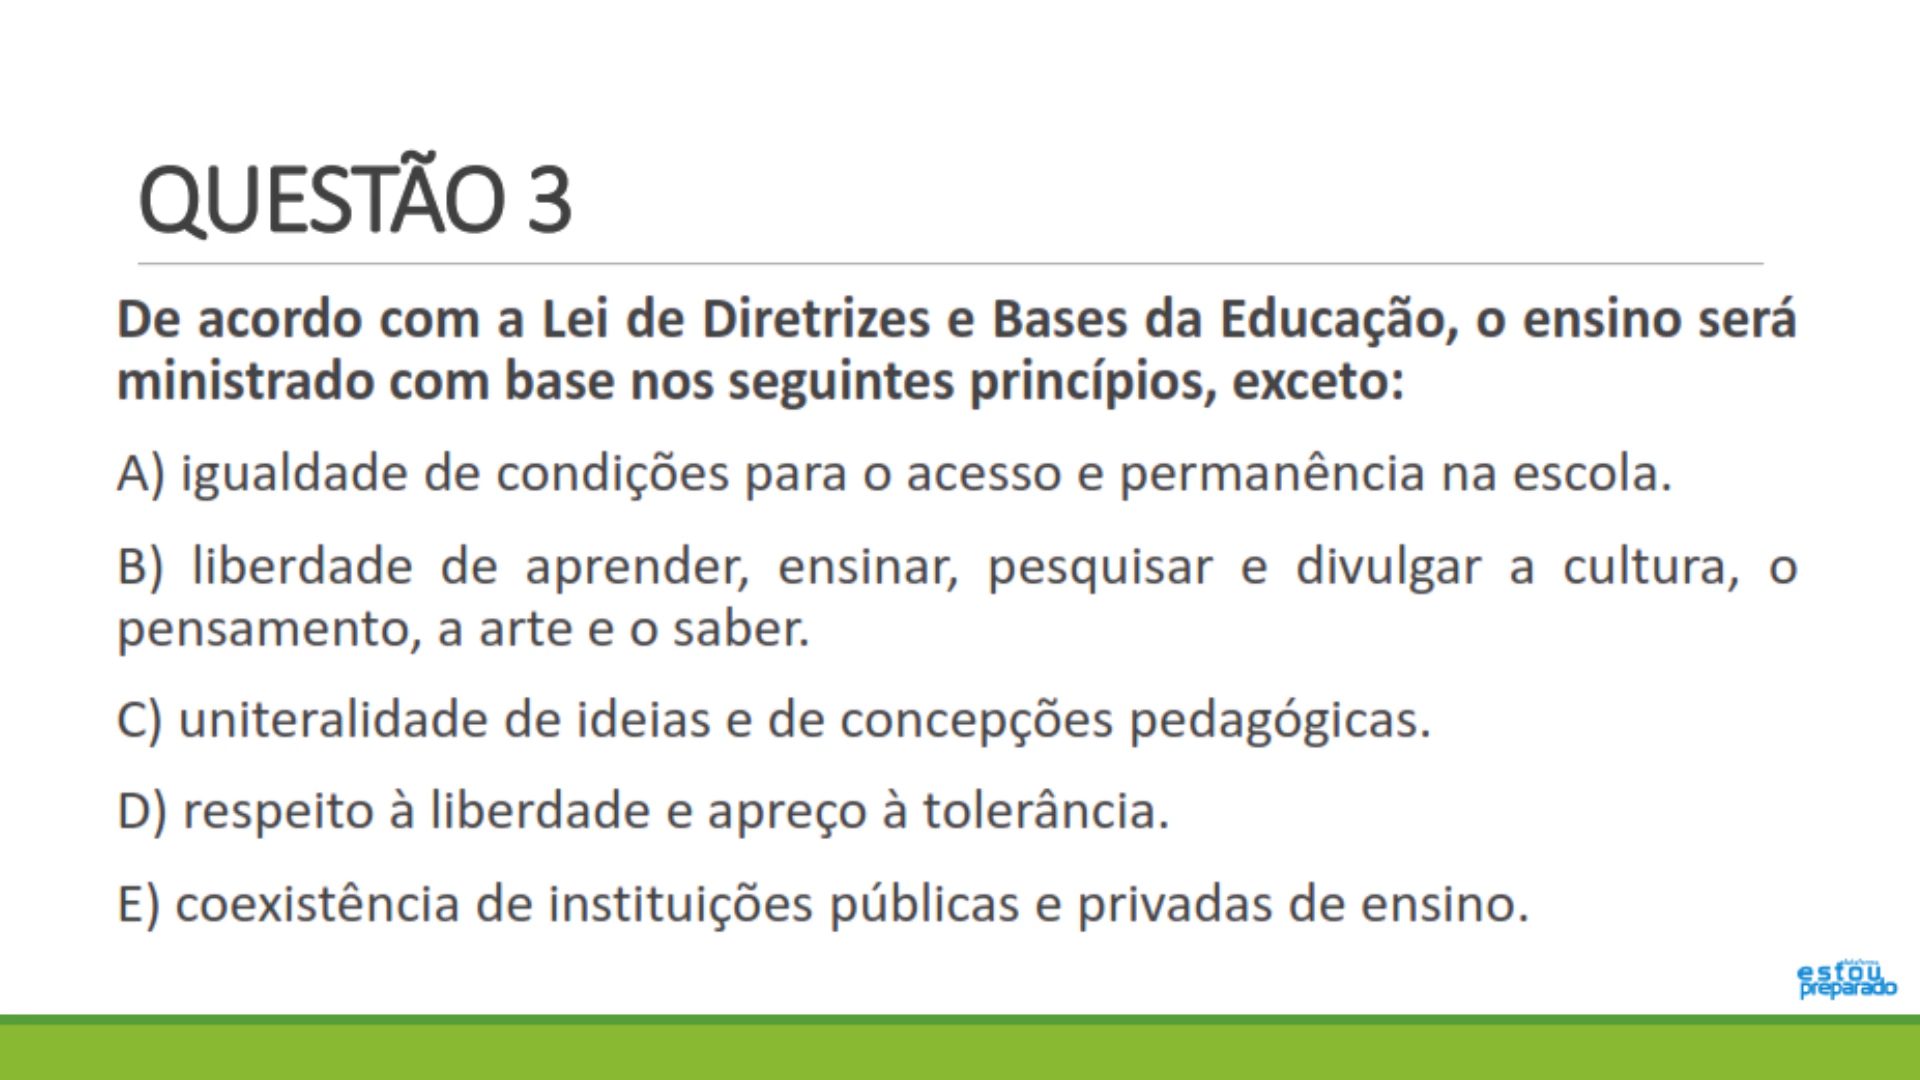 QUESTÃO 3
De acordo com a Lei de Diretrizes e Bases da Educação, o ensino será
ministrado com base nos seguintes princípios, exceto:
A) igualdade de condições para o acesso e permanência na escola.
B) liberdade de aprender, ensinar, pesquisar e divulgar a cultura, o
pensamento, a arte e o saber.
C) uniteralidade de ideias e de concepções pedagógicas.
D) respeito à liberdade e apreço à tolerância.
E) coexistência de instituições públicas e privadas de ensino.
estou
preparado